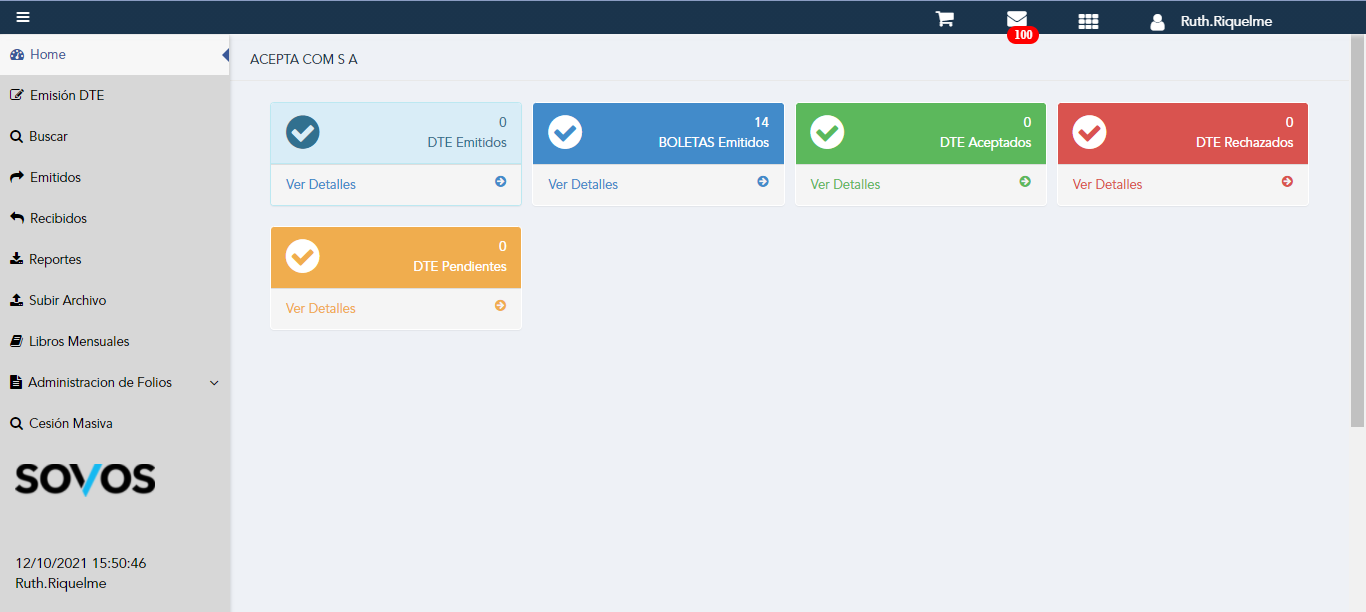 100
Ruth.Riquelme
Home
Emisión DTE
Buscar
Emitidos
Recibidos
Reportes
Subir Archivo
Libros Mensuales
Administracion de Folios
Cesión Masiva
SOVOS
12/10/2021 15:50:46
Ruth.Riquelme
ACEPTA COM S A
0
DTE Emitidos
Ver Detalles
14
BOLETAS Emitidos
Ver Detalles
0
DTE Aceptados
Ver Detalles
0
DTE Rechazados
Ver Detalles
0
DTE Pendientes
Ver Detalles